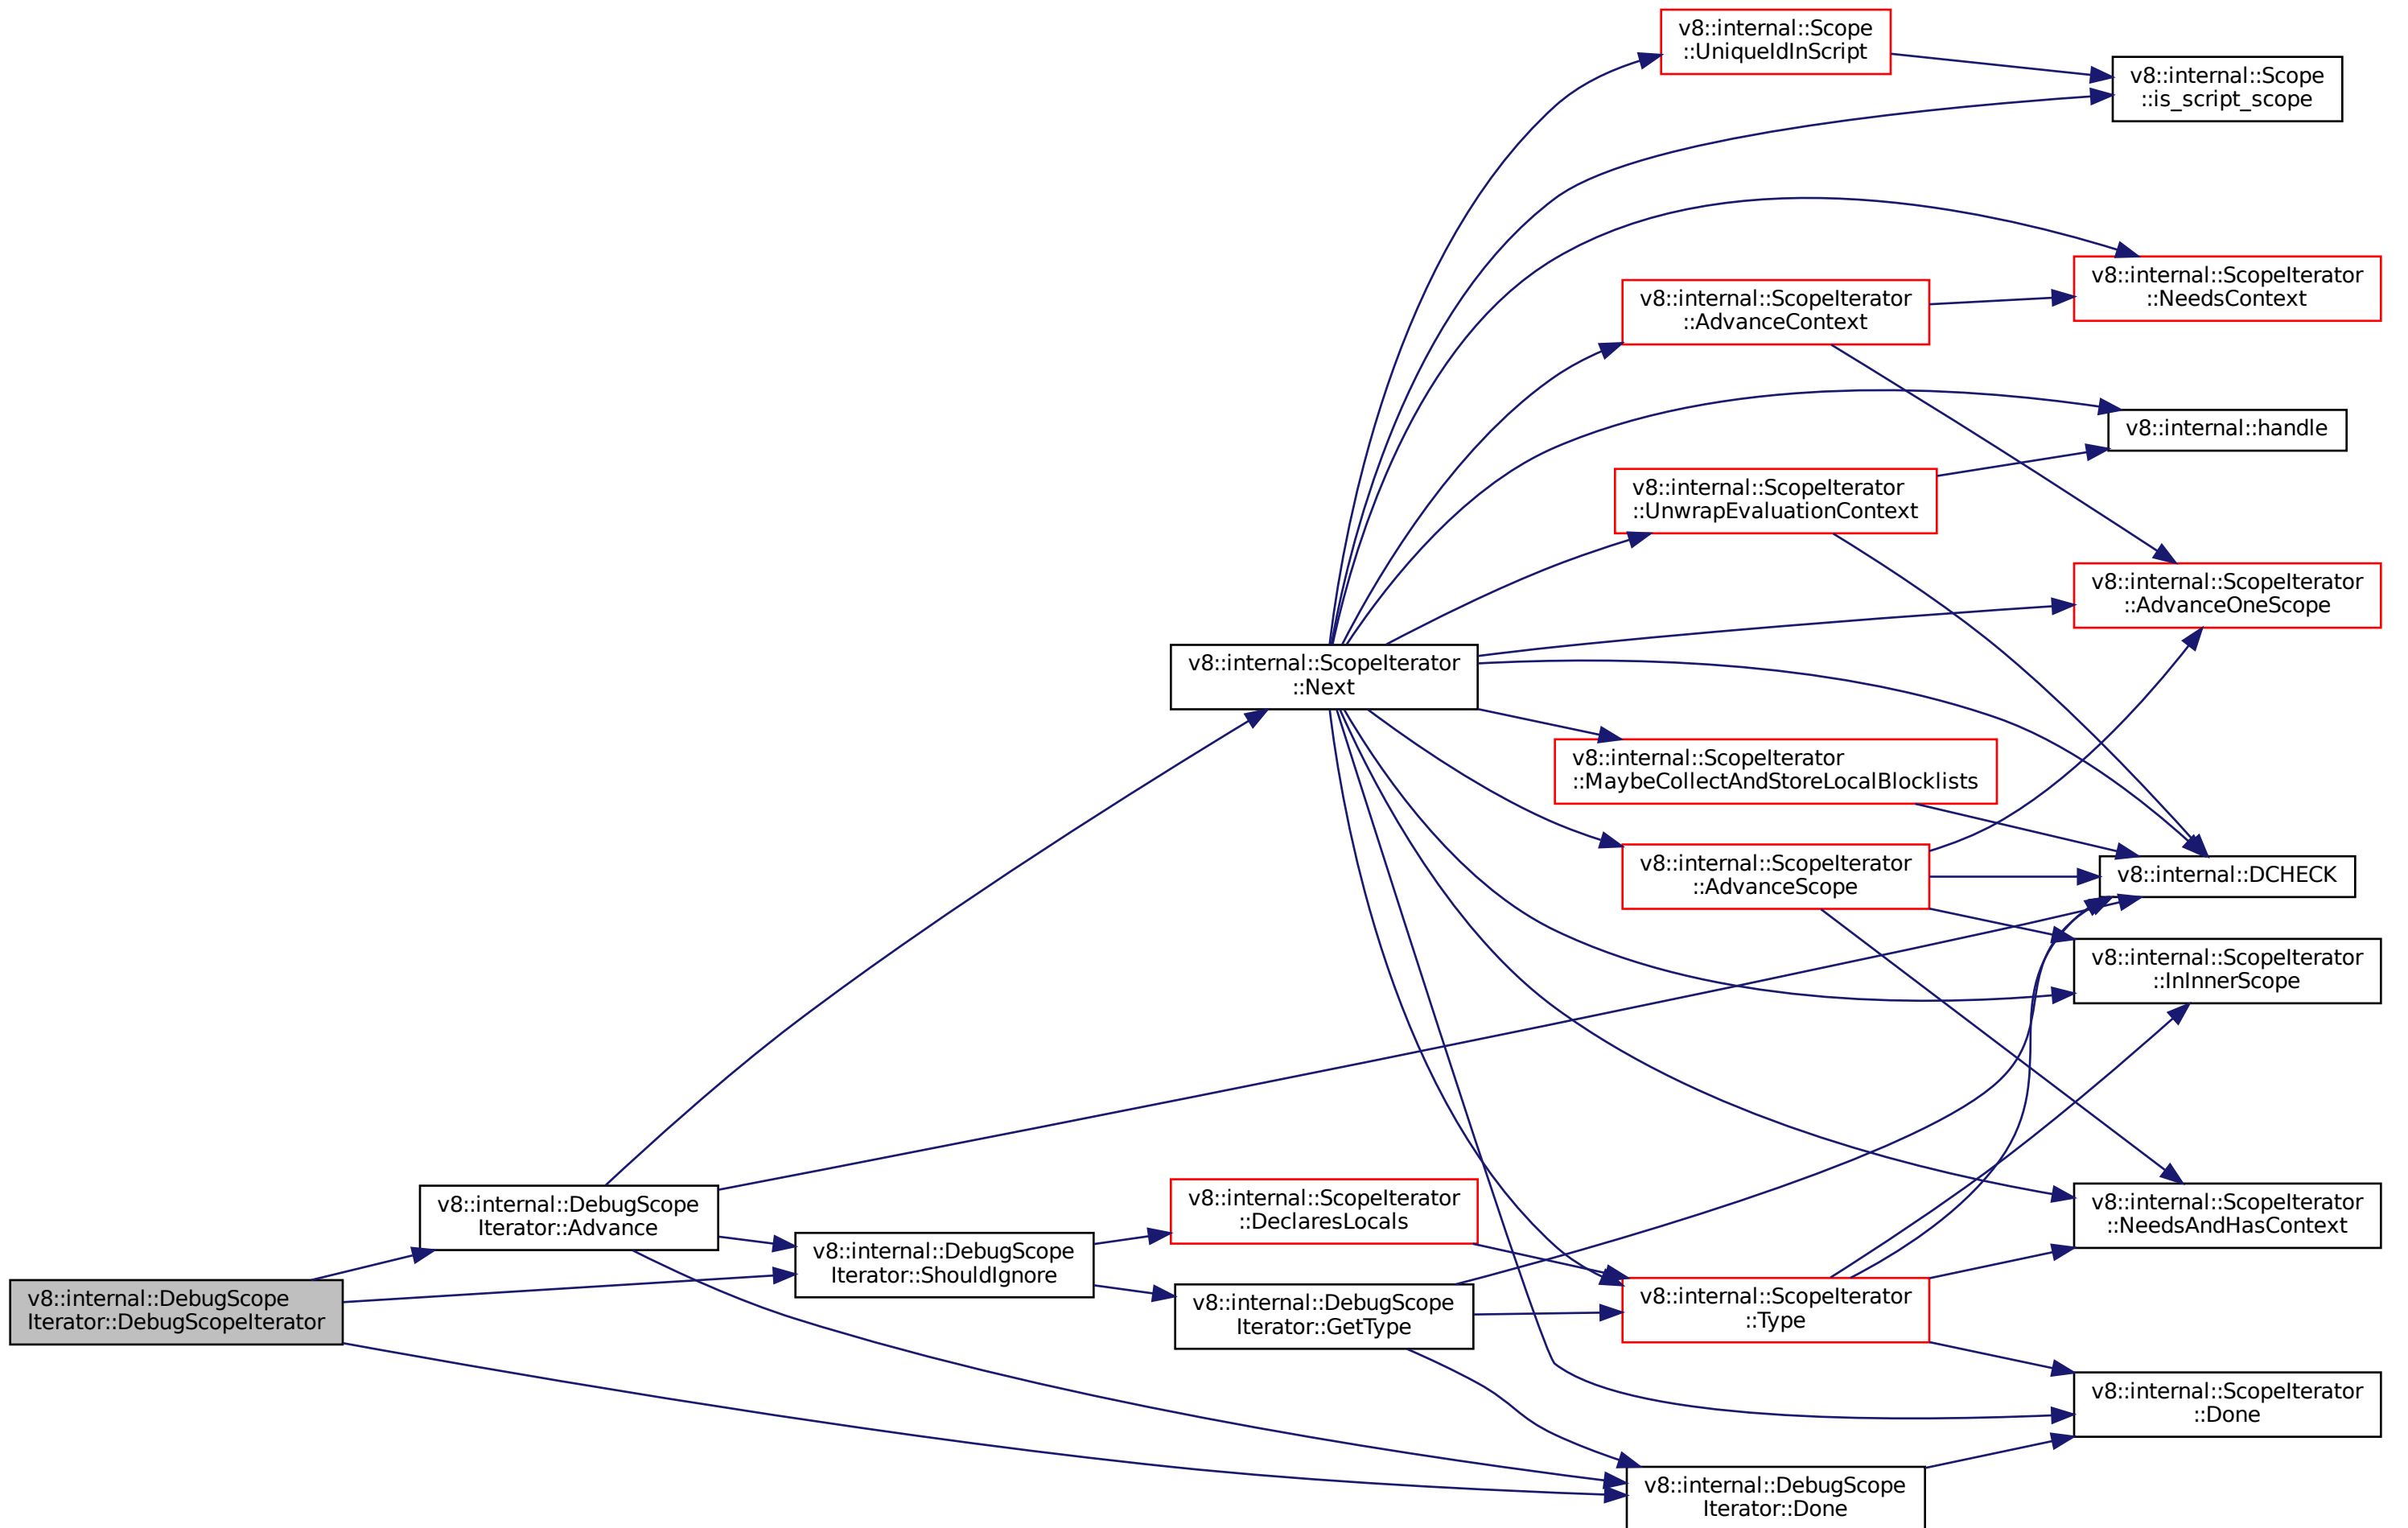 v8::internal::Scope
::UniqueIdInScript
v8::internal::Scope
::is_script_scope
v8::internal::ScopeIterator
::NeedsContext
v8::internal::ScopeIterator
::AdvanceContext
v8::internal::handle
v8::internal::ScopeIterator
::UnwrapEvaluationContext
v8::internal::ScopeIterator
::AdvanceOneScope
v8::internal::ScopeIterator
::Next
v8::internal::ScopeIterator
::MaybeCollectAndStoreLocalBlocklists
v8::internal::ScopeIterator
::AdvanceScope
v8::internal::DCHECK
v8::internal::ScopeIterator
::InInnerScope
v8::internal::DebugScope
Iterator::Advance
v8::internal::ScopeIterator
::DeclaresLocals
v8::internal::ScopeIterator
::NeedsAndHasContext
v8::internal::DebugScope
Iterator::ShouldIgnore
v8::internal::DebugScope
Iterator::DebugScopeIterator
v8::internal::DebugScope
Iterator::GetType
v8::internal::ScopeIterator
::Type
v8::internal::ScopeIterator
::Done
v8::internal::DebugScope
Iterator::Done